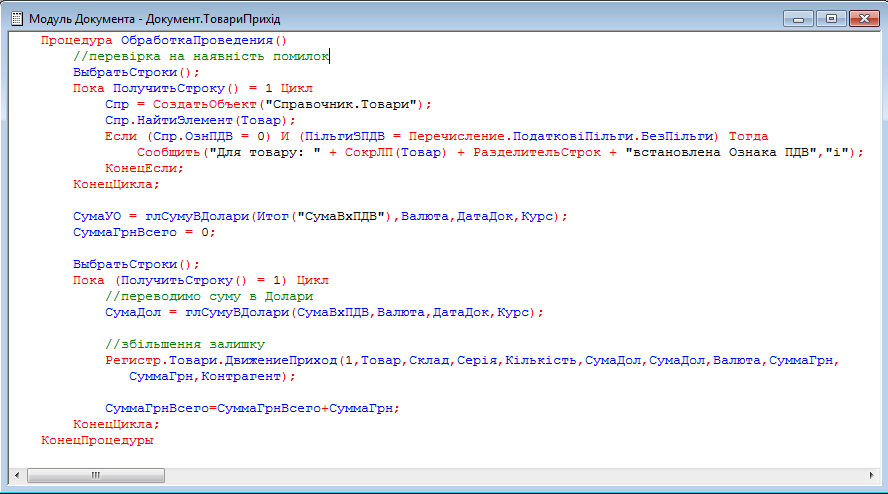 Модуль Документа - Документ.ТовариПрихід
Процедура ОбработкаПроведения()
//перевірка на наявність помилок
ВыбратьСтроки();
Пока ПолучитьСтроку() = 1 Цикл
Спр = СоздатьОбъект("Справочник.Товари");
Спр.НайтиЭлемент(Товар);
Если (Спр.ОзнПДВ = 0) И (ПільгиЗПДВ = Перечисление.ПодатковіПільги.БезПільги) Тогда
Сообщить("Для товару: " + СокрЛП(Товар) + РазделительСтрок + "встановлена Ознака ПДВ","i");
КонецЕсли;
КонецЦикла;
СумаУО = глСумуВДолари(Итог("СумаВхПДВ"),Валюта,ДатаДок,Курс);
СуммаГрнВсего = 0;
ВыбратьСтроки();
Пока (ПолучитьСтроку() = 1) Цикл
//переводимо суму в Долари
СумаДол = глСумуВДолари(СумаВхПДВ,Валюта,ДатаДок,Курс);
//збільшення залишку
Регистр.Товари.ДвижениеПриход(1,Товар,Склад,Серія,Кількість,СумаДол,СумаДол,Валюта,СуммаГрн,
СуммаГрн,Контрагент);
СуммаГрнВсего=СуммаГрнВсего+СуммаГрн;
КонецЦикла;
КонецПроцедуры